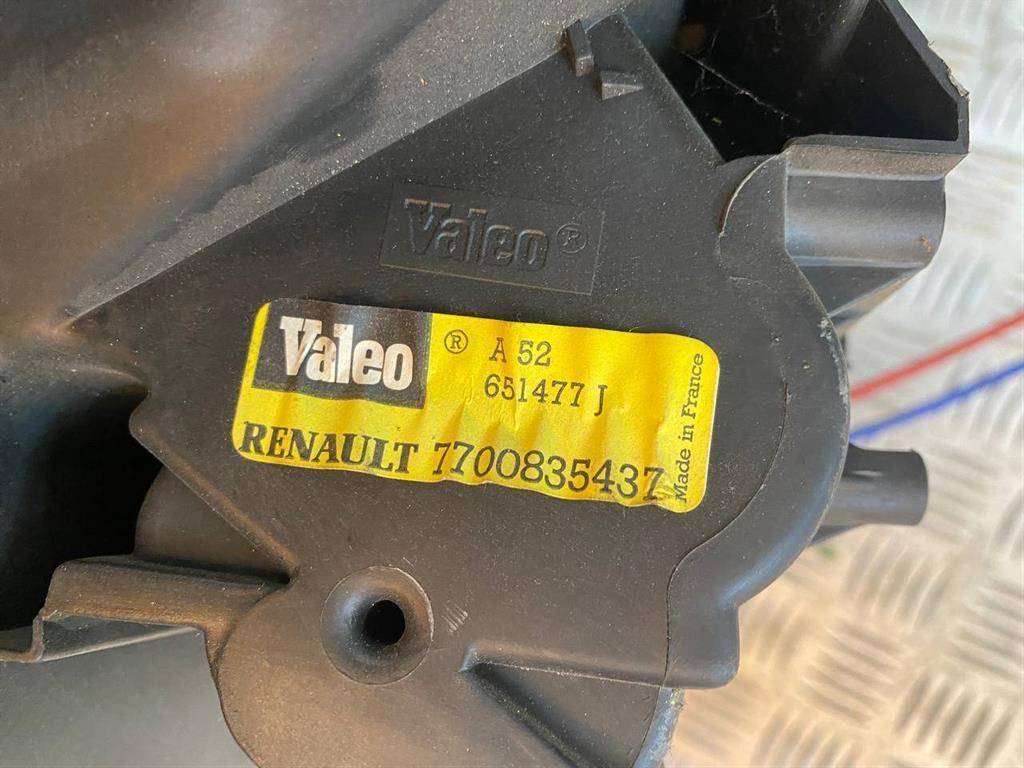 Valeo®
Valeo® A 52
651477 J
RENAULT 7700835437
Made in France